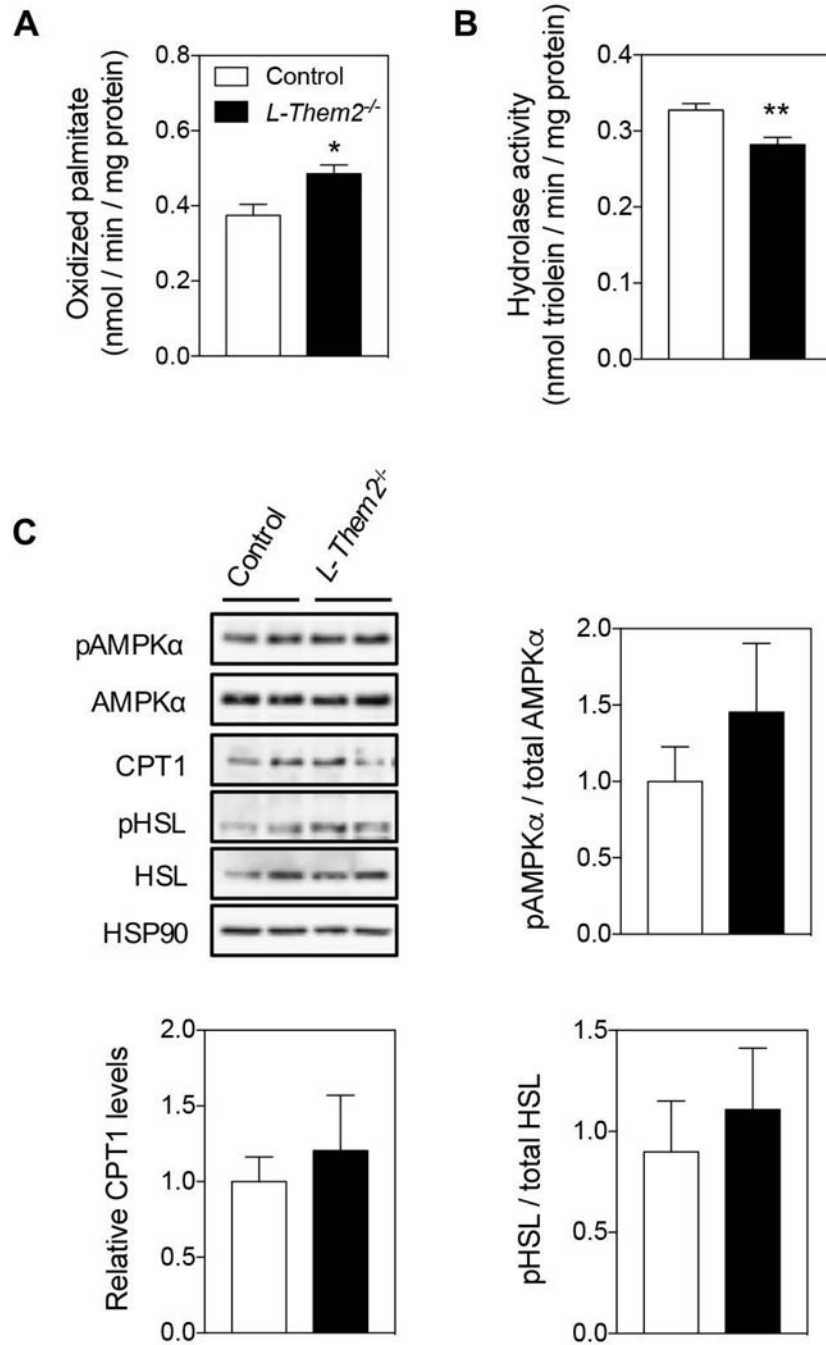 A
Oxidized palmitate
(nmol / min / mg protein)
0.8
0.6
0.4
0.2
0.0
Control
L-Them2-/-
*
B
Hydrolase activity
(nmol triolein / min / mg protein)
0.4
0.3
0.2
0.1
0.0
**
C
Control
L- Them2-/-
pAMPKα
AMPKα
CPT1
pHSL
HSL
HSP90
pAMPKα / total AMPKα
2.0
1.5
1.0
0.5
0.0
Relative CPT1 levels
2.0
1.5
1.0
0.5
0.0
pHSL / total HSL
1.5
1.0
0.5
0.0